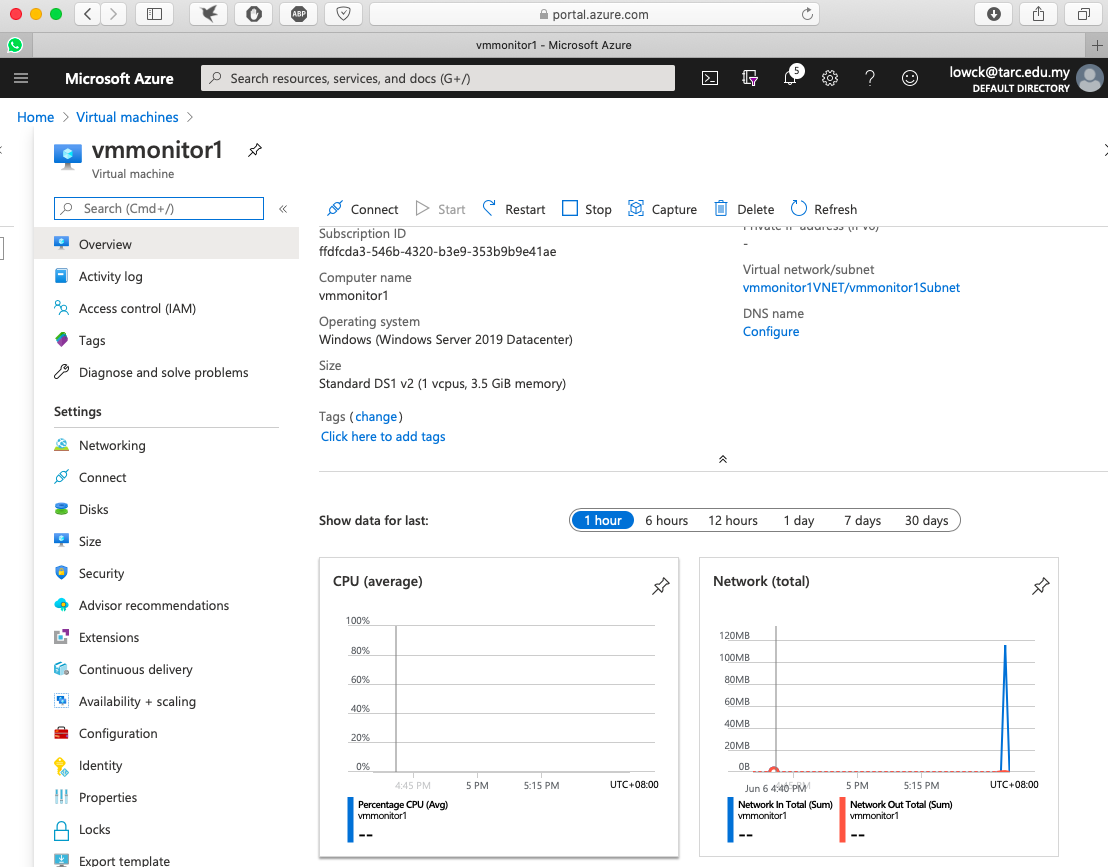 portal.azure.com
ABP
vmmonitor1 - Microsoft Azure
Microsoft Azure
Search resources, services, and docs (G+/)
5
lowck@tarc.edu.my
DEFAULT DIRECTORY
Home > Virtual machines >
vmmonitor1
Virtual machine
Search (Cmd+/)
Connect Start Restart Stop Capture Delete Refresh
Overview
Activity log
Access control (IAM)
Tags
Diagnose and solve problems
Settings
Networking
Connect
Disks
Size
Security
Advisor recommendations
Extensions
Continuous delivery
Availability + scaling
Configuration
Identity
Properties
Locks
Export template
Subscription ID
ffdfcda3-546b-4320-b3e9-353b9b9e41ae
Computer name
vmmonitor1
Operating system
Windows (Windows Server 2019 Datacenter)
Size
Standard DS1 v2 (1 vcpus, 3.5 GiB memory)
Tags (change)
Click here to add tags
Private IP address (IPv6)
-
Virtual network/subnet
vmmonitor1VNET/vmmonitor1Subnet
DNS name
Configure
Show data for last:
1 hour 6 hours 12 hours 1 day 7 days 30 days
CPU (average)
100%
80%
60%
40%
20%
0%
4:45 PM 5 PM 5:15 PM UTC+08:00
Percentage CPU (Avg)
vmmonitor1
--
Network (total)
120MB
100MB
80MB
60MB
40MB
20MB
0B
Jun 6 4:40 PM 5 PM 5:15 PM UTC+08:00
Network In Total (Sum)
vmmonitor1
--
Network Out Total (Sum)
vmmonitor1
--